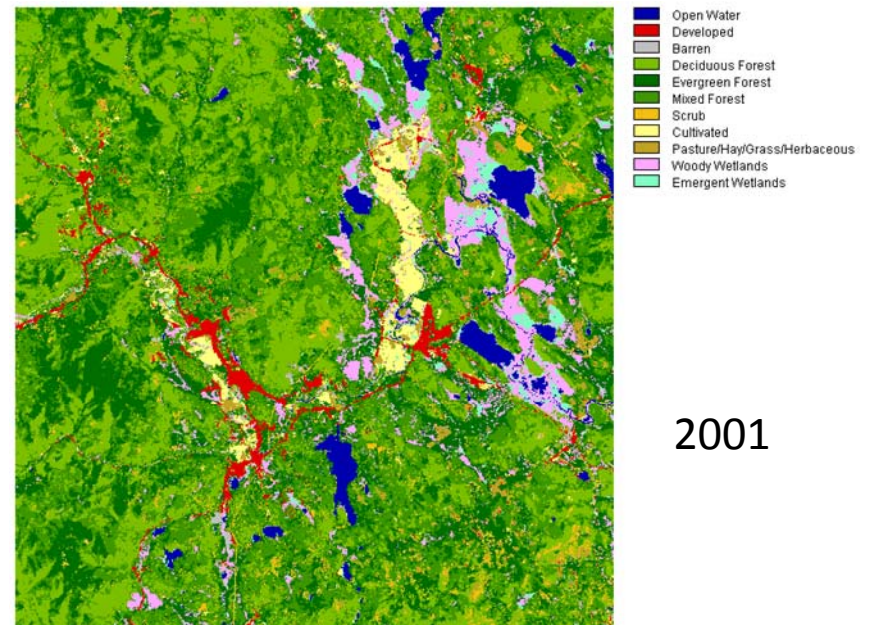 Open Water
Developed
Barren
Deciduous Forest
Evergreen Forest
Mixed Forest
Scrub
Cultivated
Pasture/Hay/Grass/Herbaceous
Woody Wetlands
Emergent Wetlands
2001